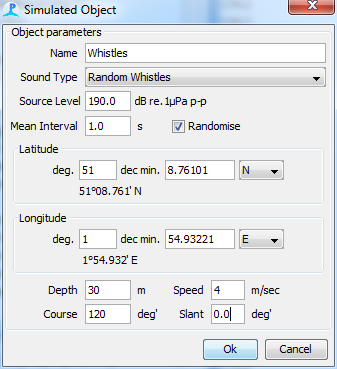 Simulated Object
Object parameters
Name Whistles
Sound Type Random Whistles
Source Level 190.0 dB re. 1µPa p-p
Mean Interval 1.0 s Randomise
Latitude
deg. 51 dec min. 8.76101 N
51°08.761' N
Longitude
deg. 1 dec min. 54.93221 E
1°54.932' E
Depth 30 m Speed 4 m/sec
Course 120 deg' Slant 0.0 deg'
Ok Cancel